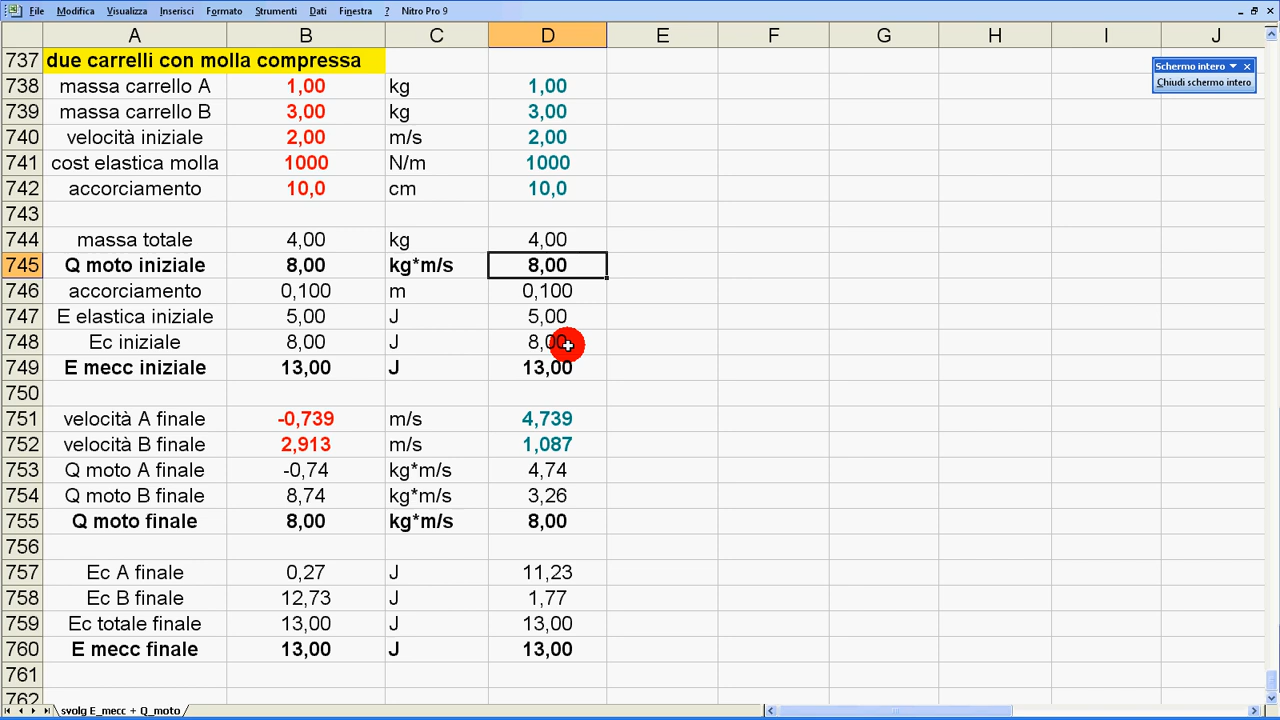 File Modifica Visualizza Inserisci Formato Strumenti Dati Finestra ? Nitro Pro 9
A B C D E F G H I J
737 due carrelli con molla compressa
Schermo intero
Chiudi schermo intero
738 massa carrello A 1,00 kg 1,00
739 massa carrello B 3,00 kg 3,00
740 velocità iniziale 2,00 m/s 2,00
741 cost elastica molla 1000 N/m 1000
742 accorciamento 10,0 cm 10,0
743
744 massa totale 4,00 kg 4,00
745 Q moto iniziale 8,00 kg*m/s 8,00
746 accorciamento 0,100 m 0,100
747 E elastica iniziale 5,00 J 5,00
748 Ec iniziale 8,00 J 8,00
749 E mecc iniziale 13,00 J 13,00
750
751 velocità A finale -0,739 m/s 4,739
752 velocità B finale 2,913 m/s 1,087
753 Q moto A finale -0,74 kg*m/s 4,74
754 Q moto B finale 8,74 kg*m/s 3,26
755 Q moto finale 8,00 kg*m/s 8,00
756
757 Ec A finale 0,27 J 11,23
758 Ec B finale 12,73 J 1,77
759 Ec totale finale 13,00 J 13,00
760 E mecc finale 13,00 J 13,00
761
762
svolg E_mecc + Q_moto